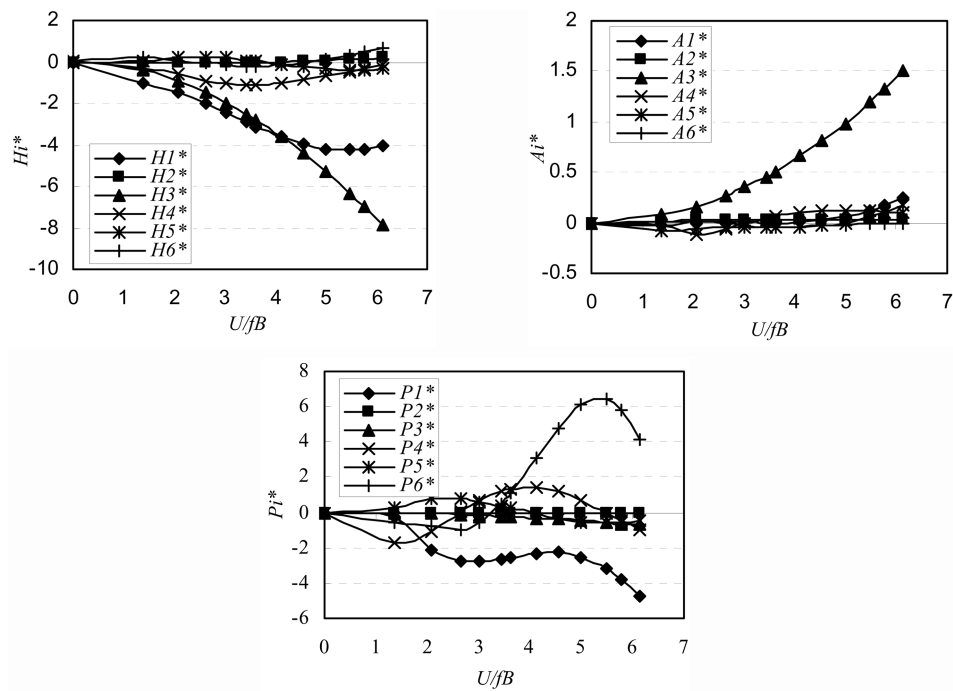 2
0
-2
-4
-6
-8
-10
Hi*
H1*
H2*
H3*
H4*
H5*
H6*
0 1 2 3 4 5 6 7
U/fB
2
1.5
1
0.5
0
-0.5
Ai*
A1*
A2*
A3*
A4*
A5*
A6*
0 1 2 3 4 5 6 7
U/fB
8
6
4
2
0
-2
-4
-6
Pi*
P1*
P2*
P3*
P4*
P5*
P6*
0 1 2 3 4 5 6 7
U/fB